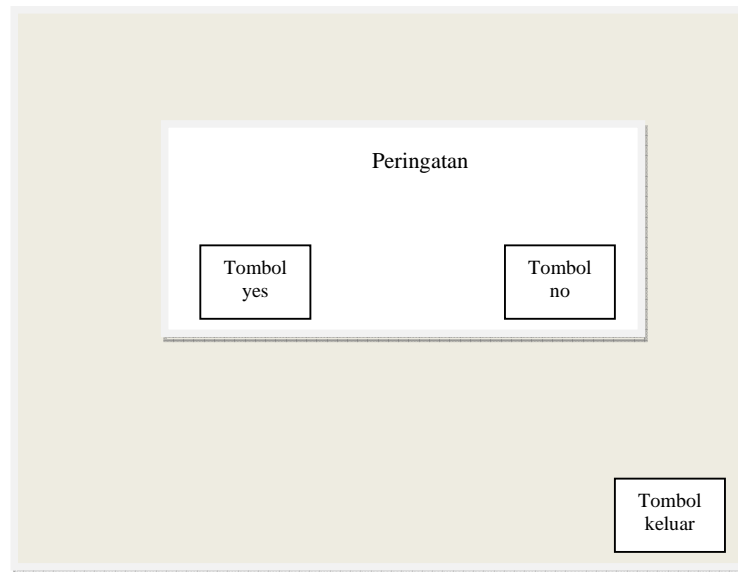 Peringatan
Tombol
yes
Tombol
no
Tombol
keluar